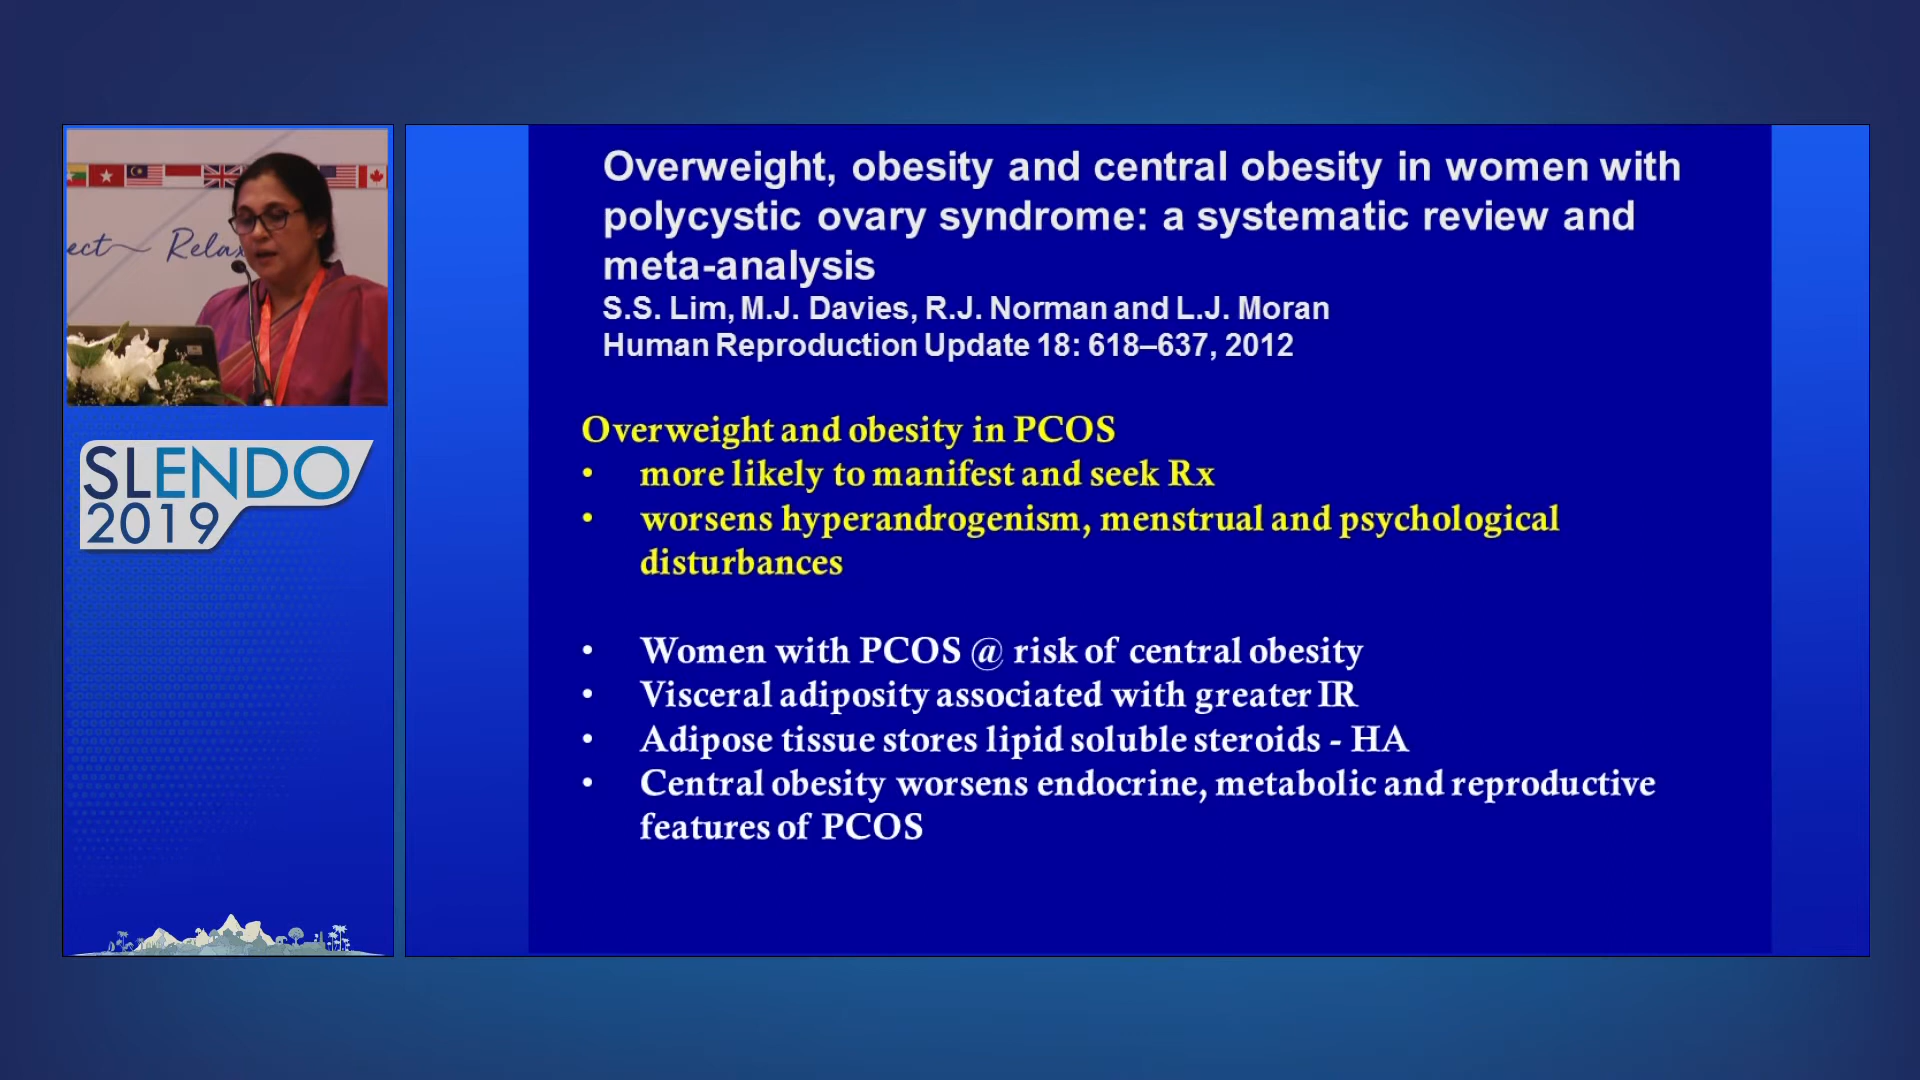 ect Relax
SLENDO
2019
Overweight, obesity and central obesity in women with
polycystic ovary syndrome: a systematic review and
meta-analysis
S.S. Lim, M.J. Davies, R.J. Norman and L.J. Moran
Human Reproduction Update 18: 618–637, 2012
Overweight and obesity in PCOS
• more likely to manifest and seek Rx
• worsens hyperandrogenism, menstrual and psychological
disturbances
• Women with PCOS @ risk of central obesity
• Visceral adiposity associated with greater IR
• Adipose tissue stores lipid soluble steroids - HA
• Central obesity worsens endocrine, metabolic and reproductive
features of PCOS